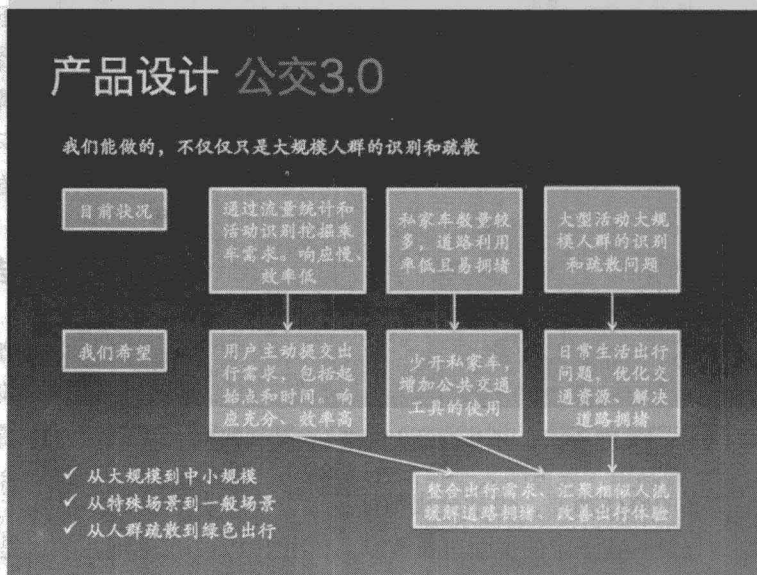 产品设计 公交3.0
我们能做的，不仅仅只是大规模人群的识别和疏散
目前状况
通过流量统计和
活动识别挖掘乘
车需求。响应慢、
效率低
私家车数量较
多，道路利用
率低且易拥堵
大型活动大规
模人群的识别
和疏散问题
我们希望
用户主动提交出
行需求，包括起
始点和时间。响
应充分、效率高
少开私家车，
增加公共交通
工具的使用
日常生活出行
问题，优化交
通资源、解决
道路拥堵
✓ 从大规模到中小规模
✓ 从特殊场景到一般场景
✓ 从人群疏散到绿色出行
整合出行需求、汇聚相似人流
缓解道路拥堵、改善出行体验